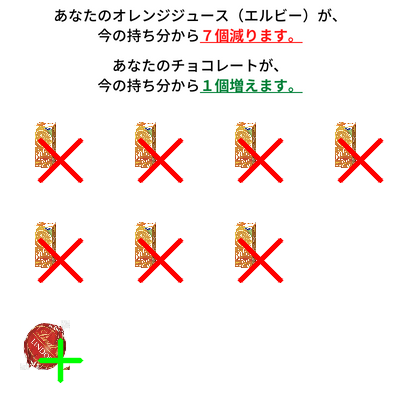 あなたのオレンジジュース（エルビー）が、
今の持ち分から７個減ります。
あなたのチョコレートが、
今の持ち分から１個増えます。